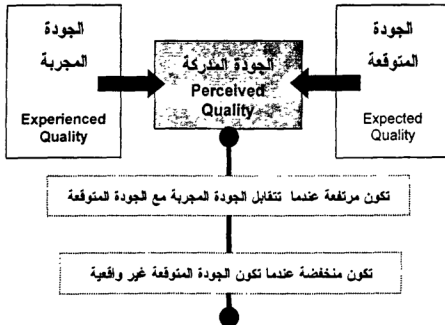 الجودة
المتوقعة
Expected
Quality
الجودة المدركة
Perceived
Quality
الجودة
المجربة
Experienced
Quality
تكون مرتفعة عندما تتقابل الجودة المجربة مع الجودة المتوقعة
تكون منخفضة عندما تكون الجودة المتوقعة غير واقعية